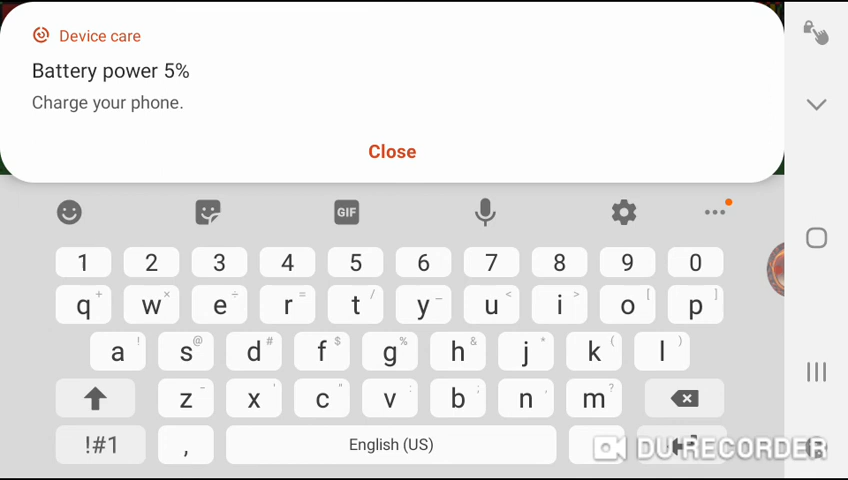 Device care
Battery power 5%
Charge your phone.
Close
GIF
1 2 3 4 5 6 7 8 9 0
q + w × e ÷ r = t / y _ u < i > o [ p ]
a ! s @ d # f $ g % h & j * k ( l )
z - x ' c " v : b ; n , m ?
!#1 , English (US)
DU RECORDER